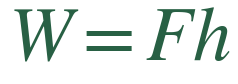 W = Fh